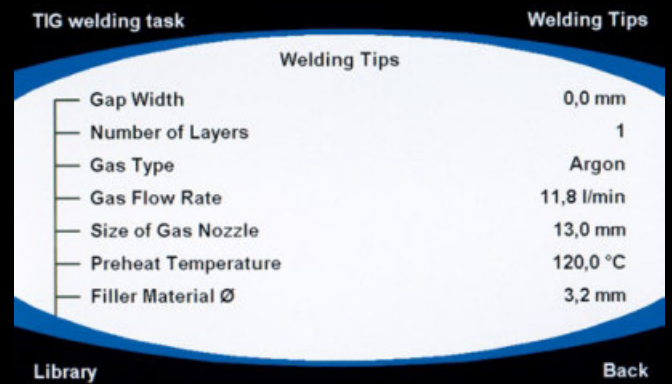 TIG welding task Welding Tips
Welding Tips
Gap Width 0,0 mm
Number of Layers 1
Gas Type Argon
Gas Flow Rate 11,8 l/min
Size of Gas Nozzle 13,0 mm
Preheat Temperature 120,0 °C
Filler Material Ø 3,2 mm
Library Back